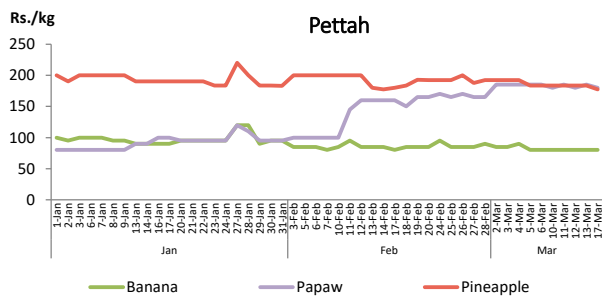 Rs./kg
Pettah
250
200
150
100
50
0
1-Jan
2-Jan
3-Jan
6-Jan
7-Jan
8-Jan
9-Jan
13-Jan
14-Jan
16-Jan
17-Jan
20-Jan
21-Jan
22-Jan
23-Jan
24-Jan
27-Jan
28-Jan
29-Jan
30-Jan
31-Jan
3-Feb
5-Feb
6-Feb
7-Feb
10-Feb
11-Feb
12-Feb
13-Feb
14-Feb
17-Feb
18-Feb
19-Feb
20-Feb
24-Feb
25-Feb
26-Feb
27-Feb
28-Feb
2-Mar
3-Mar
4-Mar
5-Mar
6-Mar
10-Mar
11-Mar
12-Mar
13-Mar
17-Mar
Jan Feb Mar
Banana Papaw Pineapple